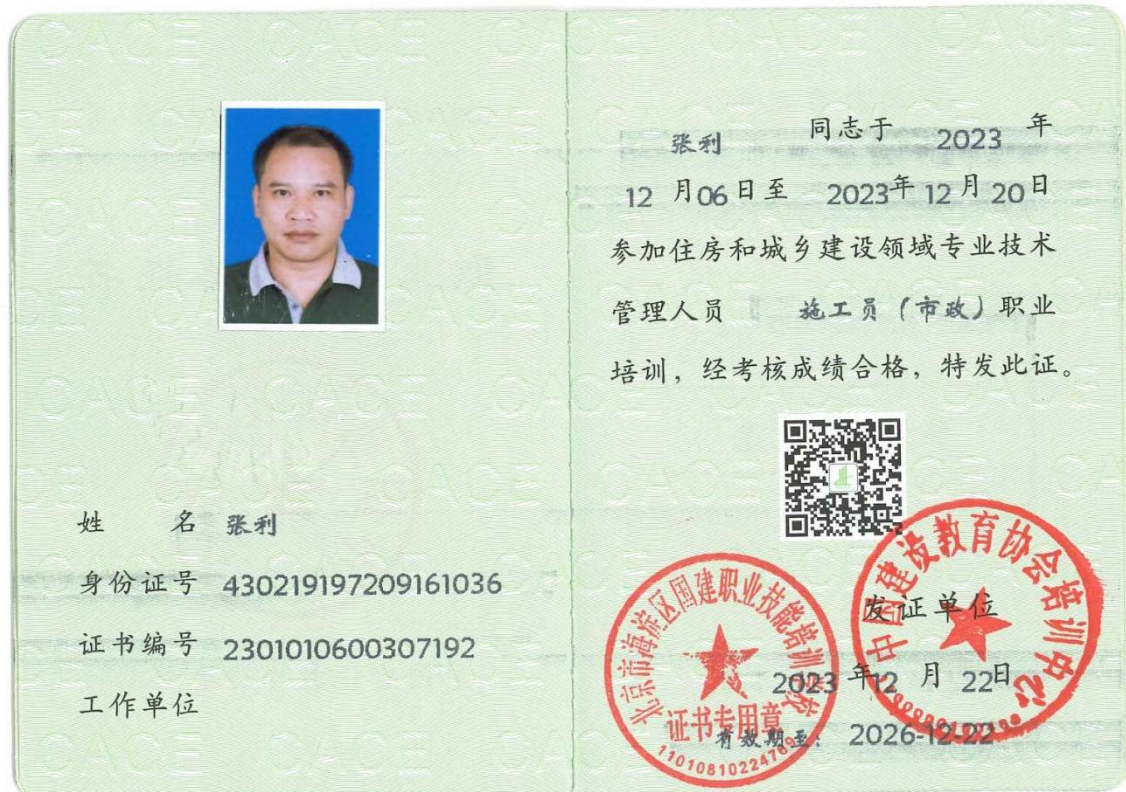 姓 名 张利
身份证号 430219197209161036
证书编号 2301010600307192
工作单位
张利 同志于 2023 年
12 月06日至 2023年12月20日
参加住房和城乡建设领域专业技术
管理人员 施工员(市政)职业
培训,经考核成绩合格,特发此证。
中国建设教育协会培训中心
北京市海淀区国建职业技能培训学校
证书专用章
发证单位
2023 年12 月 22日
有效期至: 2026-12-22
CACE